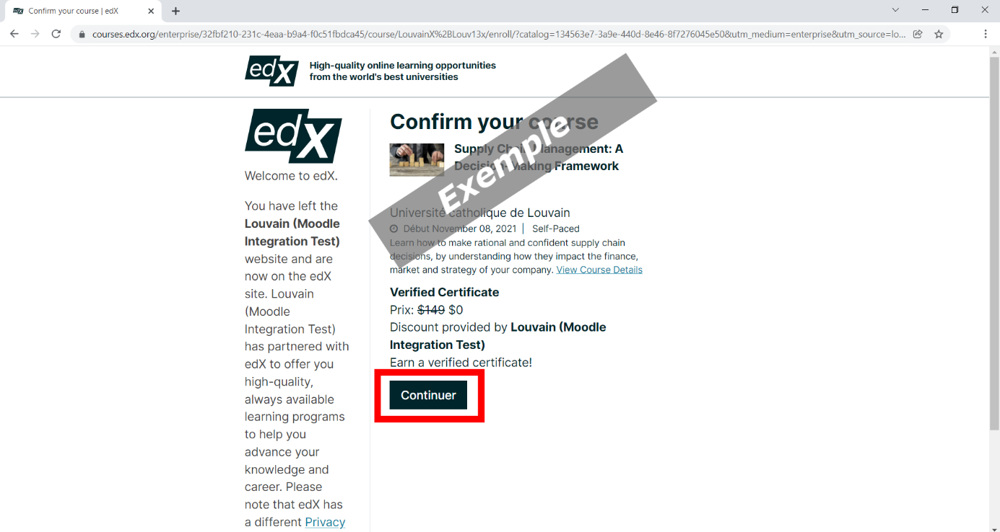 Confirm your course | edX
courses.edx.org/enterprise/32fbf210-231c-4eaa-b9a4-f0c51fbdca45/course/LouvainX%2BLouv13x/enroll/?catalog=134563e7-3a9e-440d-8e46-8f7276045e50&utm_medium=enterprise&utm_source=lo...
edX
High-quality online learning opportunities
from the world's best universities
edX
Welcome to edX.
You have left the
Louvain (Moodle
Integration Test)
website and are
now on the edX
site. Louvain
(Moodle
Integration Test)
has partnered with
edX to offer you
high-quality,
always available
learning programs
to help you
advance your
knowledge and
career. Please
note that edX has
a different Privacy
Confirm your course
Supply Chain Management: A
Decision-Making Framework
Exemple
Université catholique de Louvain
Début November 08, 2021 | Self-Paced
Learn how to make rational and confident supply chain
decisions, by understanding how they impact the finance,
market and strategy of your company. View Course Details
Verified Certificate
Prix: $149 $0
Discount provided by Louvain (Moodle
Integration Test)
Earn a verified certificate!
Continuer